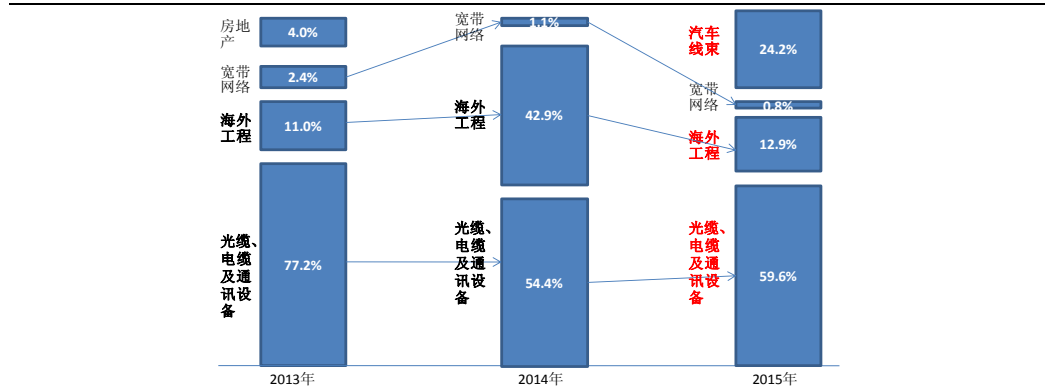 房地
产
4.0%
宽带
网络
2.4%
海外
工程
11.0%
光缆、
电缆
及通
讯设
备
77.2%
2013年
宽带
网络
1.1%
海外
工程
42.9%
光缆、
电缆
及通
讯设
备
54.4%
2014年
汽车
线束
24.2%
宽带
网络
0.8%
海外
工程
12.9%
光缆、
电缆
及通
讯设
备
59.6%
2015年